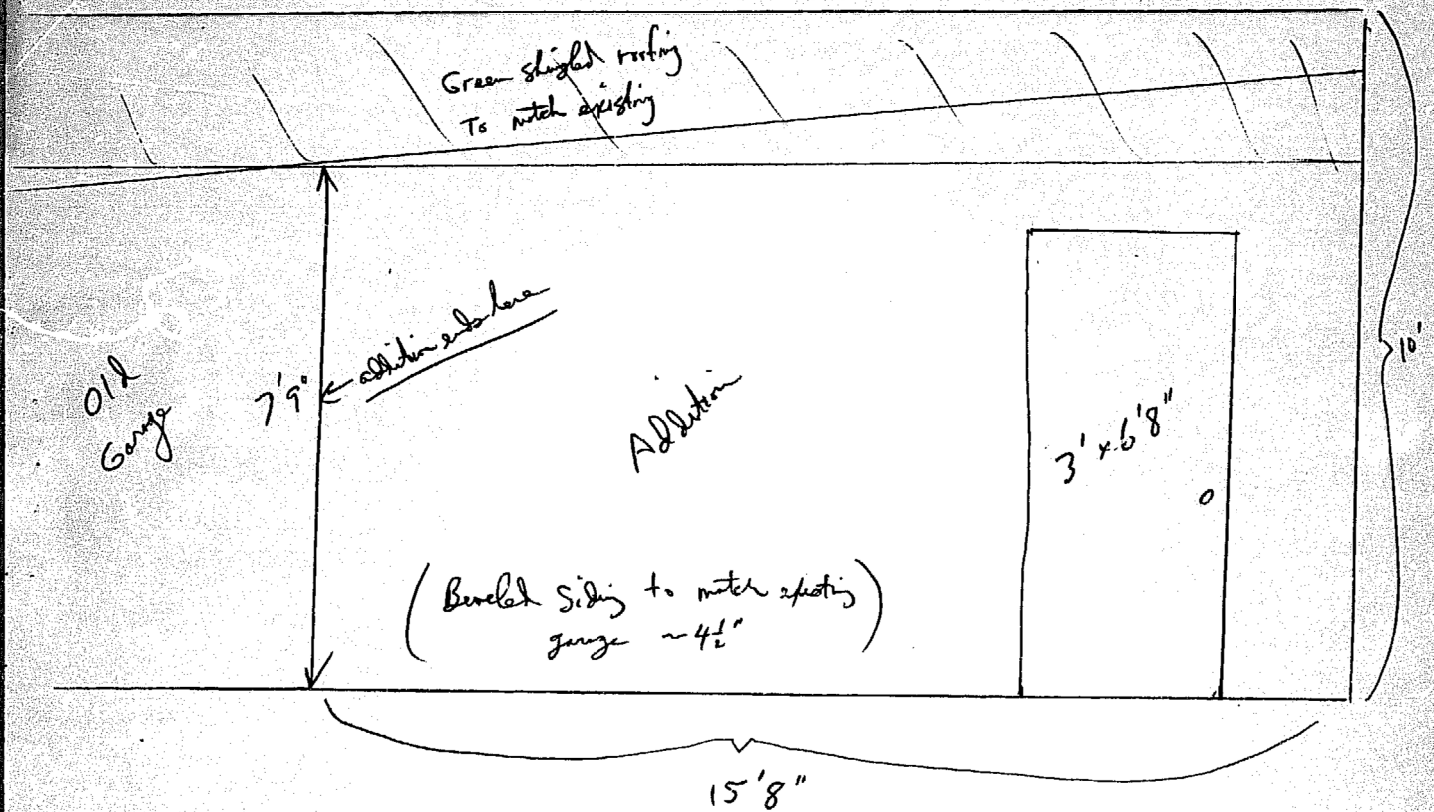 Green shingled roofing
To match existing
10'
Old
Garage
7'9"
← addition ends here
Addition
3' x 6'8"
(Beveled Siding to match existing
garage ~ 4½")
15'8"